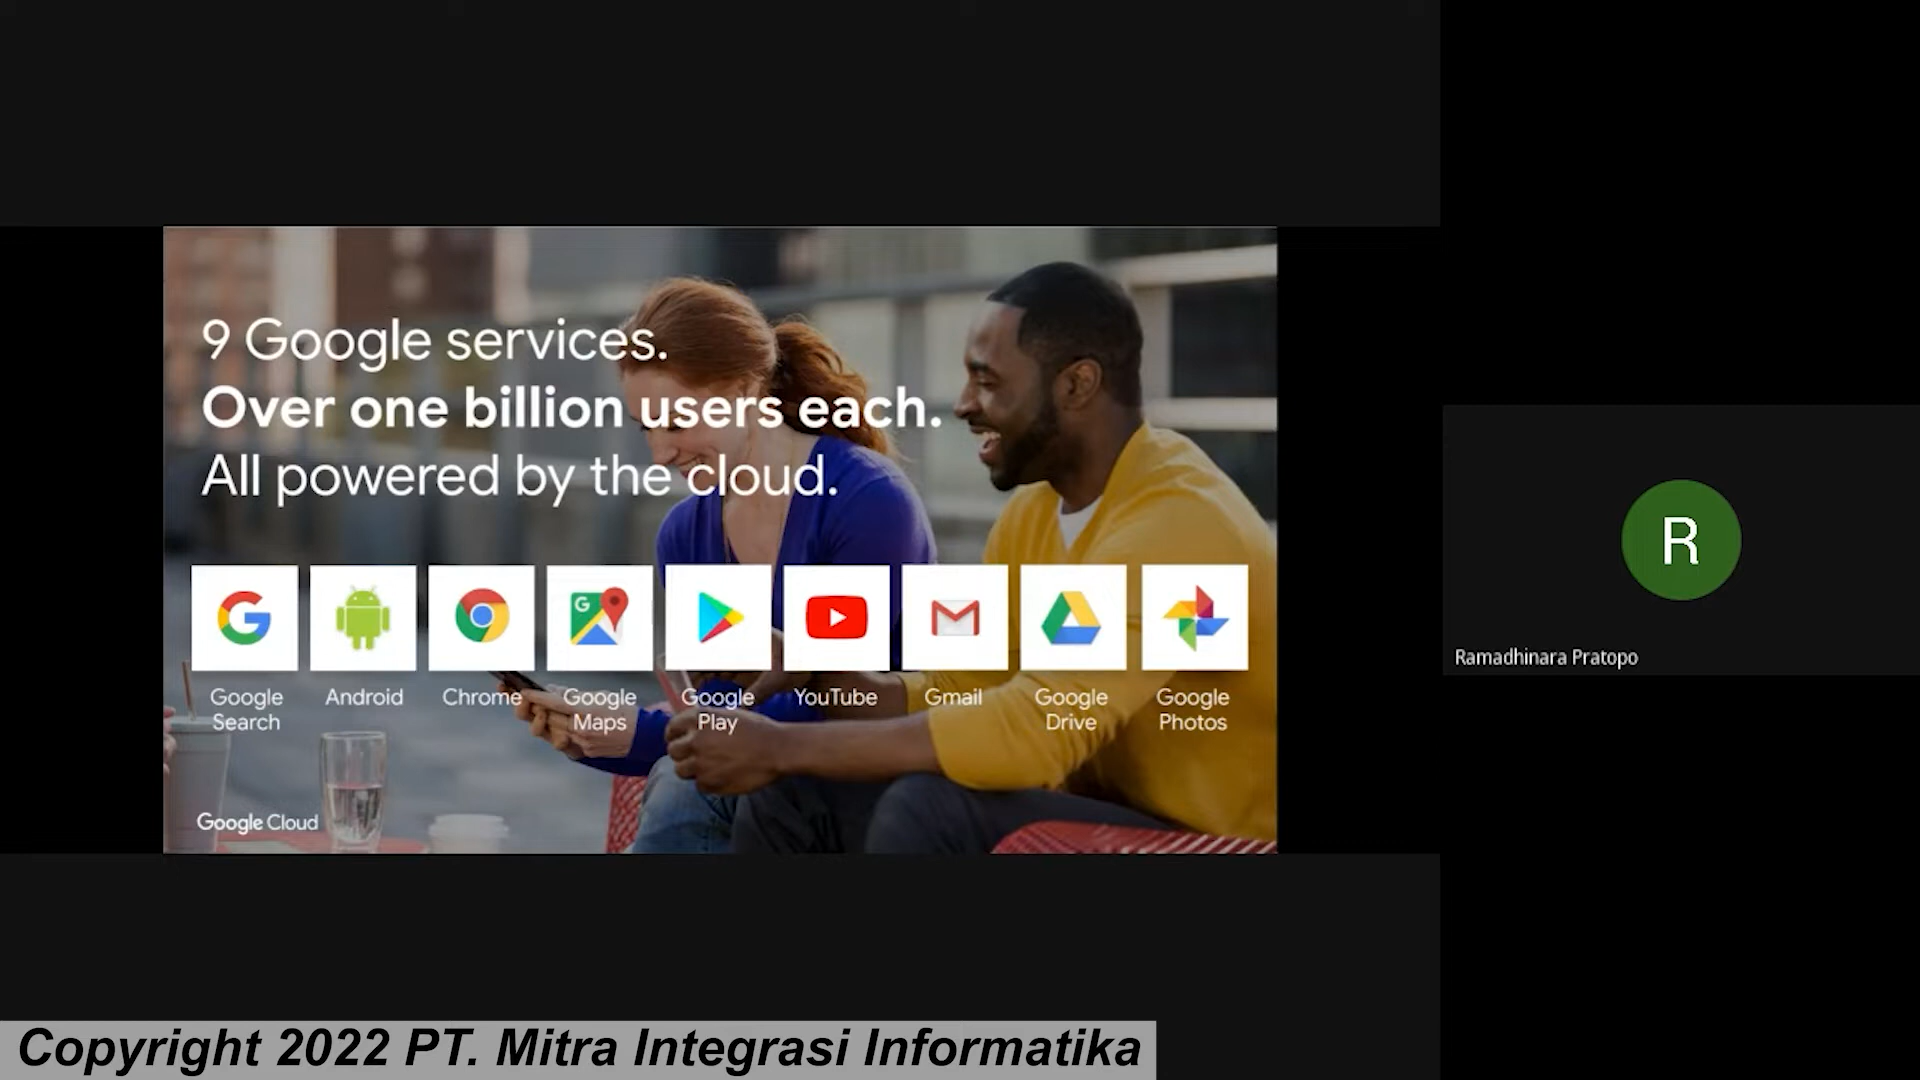 9 Google services.
Over one billion users each.
All powered by the cloud.
G
Google
Search
Android
Chrome
Google
Maps
Google
Play
YouTube
Gmail
Google
Drive
Google
Photos
Google Cloud
R
Ramadhinara Pratopo
Copyright 2022 PT. Mitra Integrasi Informatika